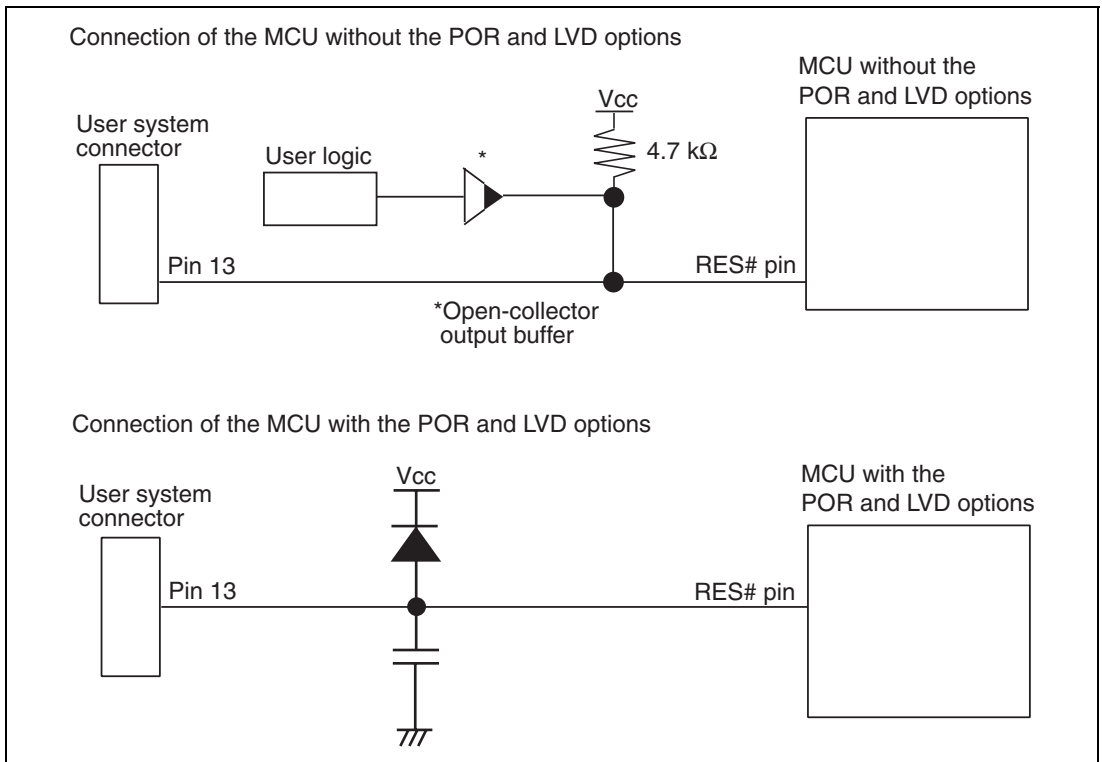 Connection of the MCU without the POR and LVD options
MCU without the
POR and LVD options
Vcc
User system
connector
User logic
*
4.7 kΩ
Pin 13
RES# pin
*Open-collector
output buffer
Connection of the MCU with the POR and LVD options
Vcc
MCU with the
POR and LVD options
User system
connector
Pin 13
RES# pin